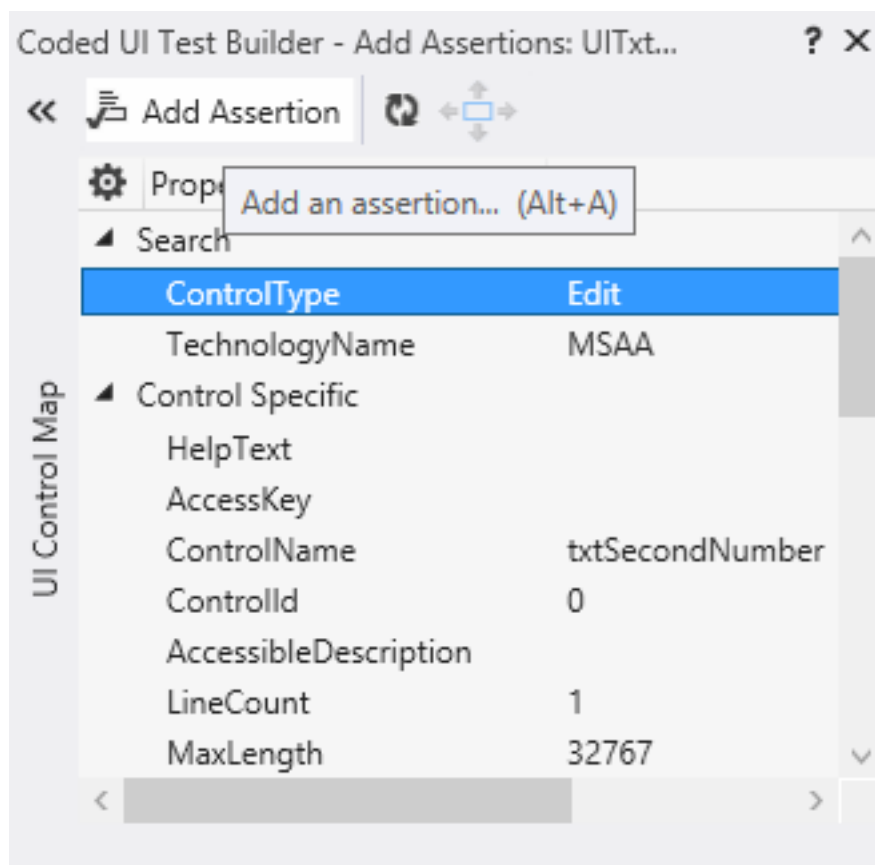 Coded UI Test Builder - Add Assertions: UITxt... ? ×
Add Assertion
Prope
Add an assertion... (Alt+A)
Search
ControlType Edit
TechnologyName MSAA
Control Specific
HelpText
AccessKey
ControlName txtSecondNumber
ControlId 0
AccessibleDescription
LineCount 1
MaxLength 32767
UI Control Map